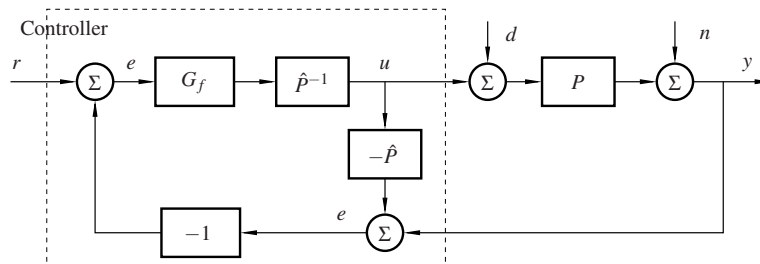 Controller
d
n
r
Σ
e
G_f
P̂⁻¹
u
Σ
P
Σ
y
−P̂
e
−1
Σ